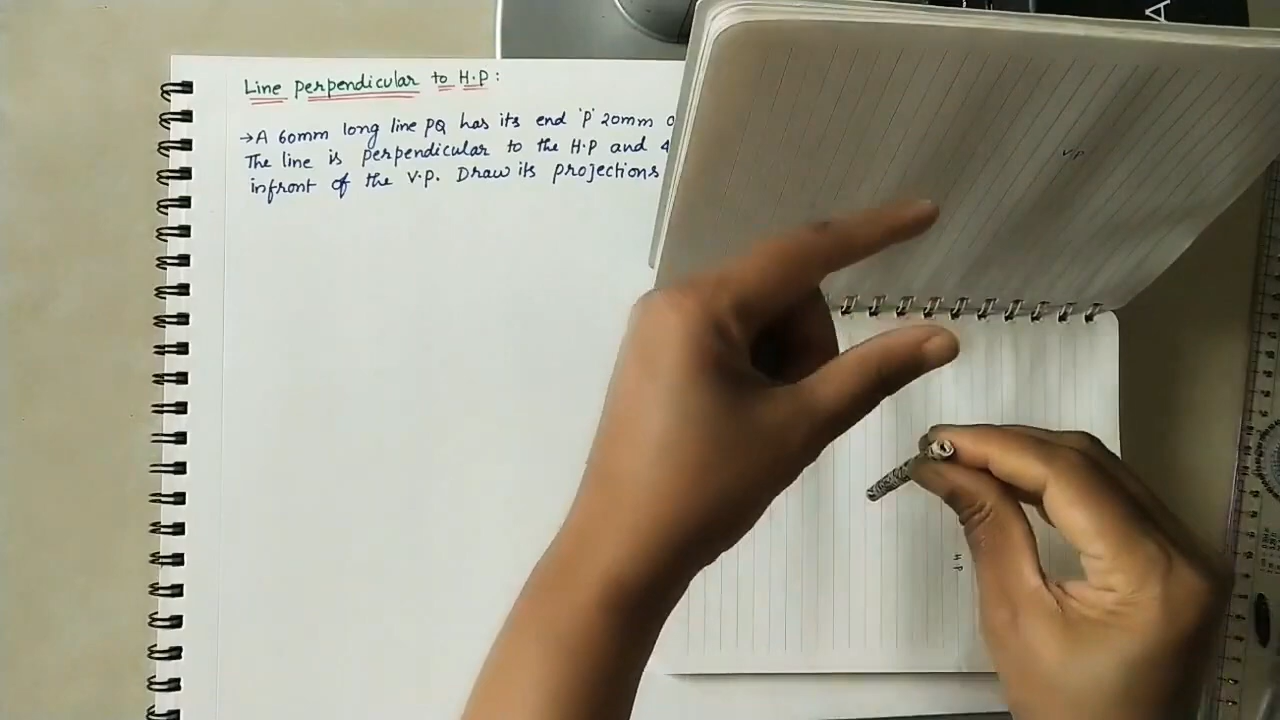 Line perpendicular to H.P :
→A 60mm long line PQ has its end 'P' 20mm
The line is perpendicular to the H.P and 4
infront of the V.P. Draw its projections
V.P
H P
A